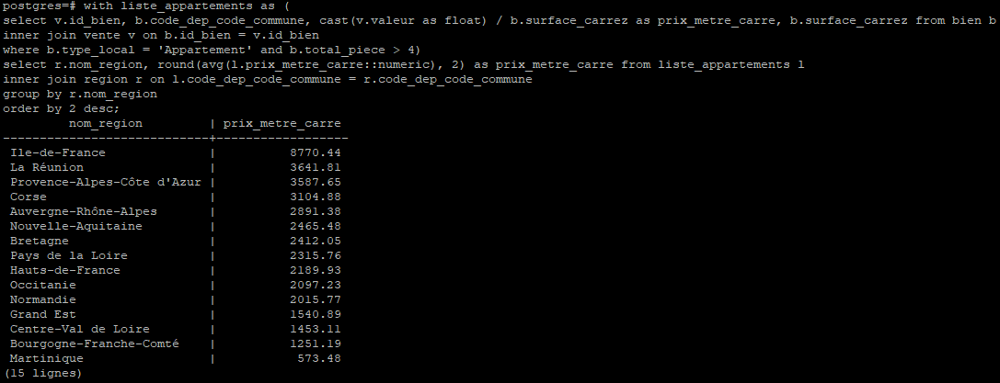 postgres=# with liste_appartements as (
select v.id_bien, b.code_dep_code_commune, cast(v.valeur as float) / b.surface_carrez as prix_metre_carre, b.surface_carrez from bien b
inner join vente v on b.id_bien = v.id_bien
where b.type_local = 'Appartement' and b.total_piece > 4)
select r.nom_region, round(avg(l.prix_metre_carre::numeric), 2) as prix_metre_carre from liste_appartements l
inner join region r on l.code_dep_code_commune = r.code_dep_code_commune
group by r.nom_region
order by 2 desc;
         nom_region         | prix_metre_carre
----------------------------+------------------
 Ile-de-France              |          8770.44
 La Réunion                 |          3641.81
 Provence-Alpes-Côte d'Azur |          3587.65
 Corse                      |          3104.88
 Auvergne-Rhône-Alpes       |          2891.38
 Nouvelle-Aquitaine         |          2465.48
 Bretagne                   |          2412.05
 Pays de la Loire           |          2315.76
 Hauts-de-France            |          2189.93
 Occitanie                  |          2097.23
 Normandie                  |          2015.77
 Grand Est                  |          1540.89
 Centre-Val de Loire        |          1453.11
 Bourgogne-Franche-Comté    |          1251.19
 Martinique                 |           573.48
(15 lignes)